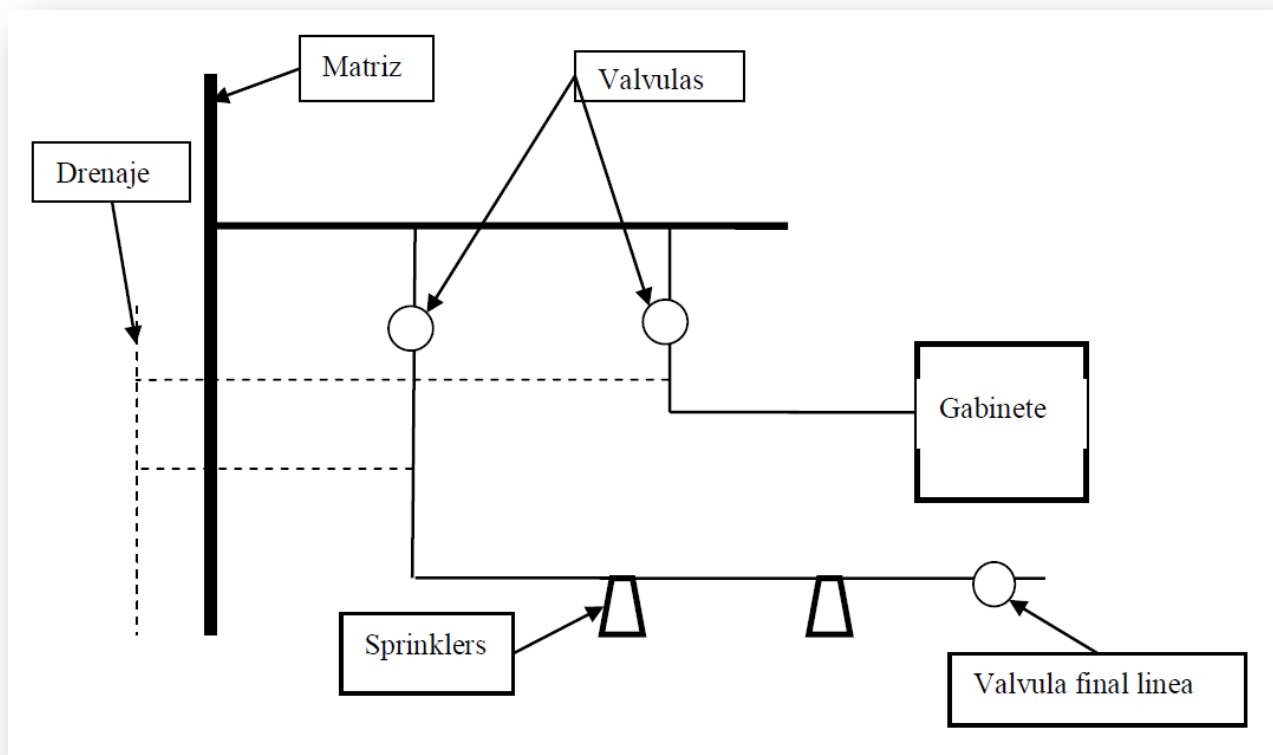 Matriz
Valvulas
Drenaje
Gabinete
Sprinklers
Valvula final linea